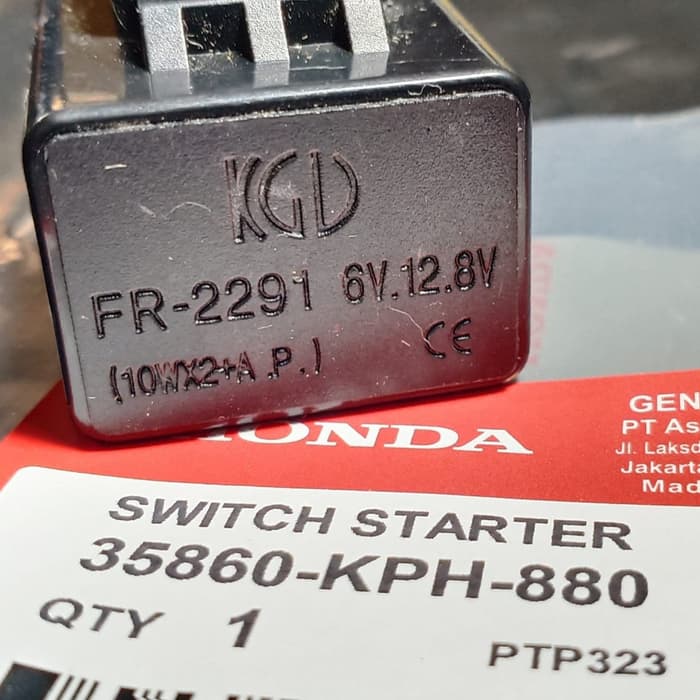 KGD
FR-2291 6V.12.8V
(10WX2+A.P.) CE
HONDA
GEN
PT As
Jl. Laksd
Jakarta
Mad
SWITCH STARTER
35860-KPH-880
QTY 1
PTP323